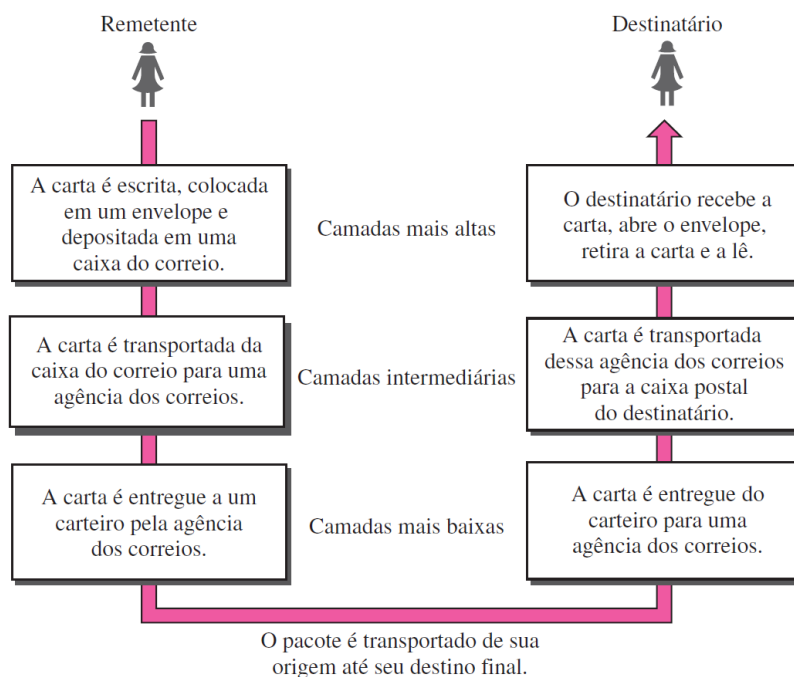 Remetente
Destinatário
A carta é escrita, colocada
em um envelope e
depositada em uma
caixa do correio.
Camadas mais altas
O destinatário recebe a
carta, abre o envelope,
retira a carta e a lê.
A carta é transportada da
caixa do correio para uma
agência dos correios.
Camadas intermediárias
A carta é transportada
dessa agência dos correios
para a caixa postal
do destinatário.
A carta é entregue a um
carteiro pela agência
dos correios.
Camadas mais baixas
A carta é entregue do
carteiro para uma
agência dos correios.
O pacote é transportado de sua
origem até seu destino final.